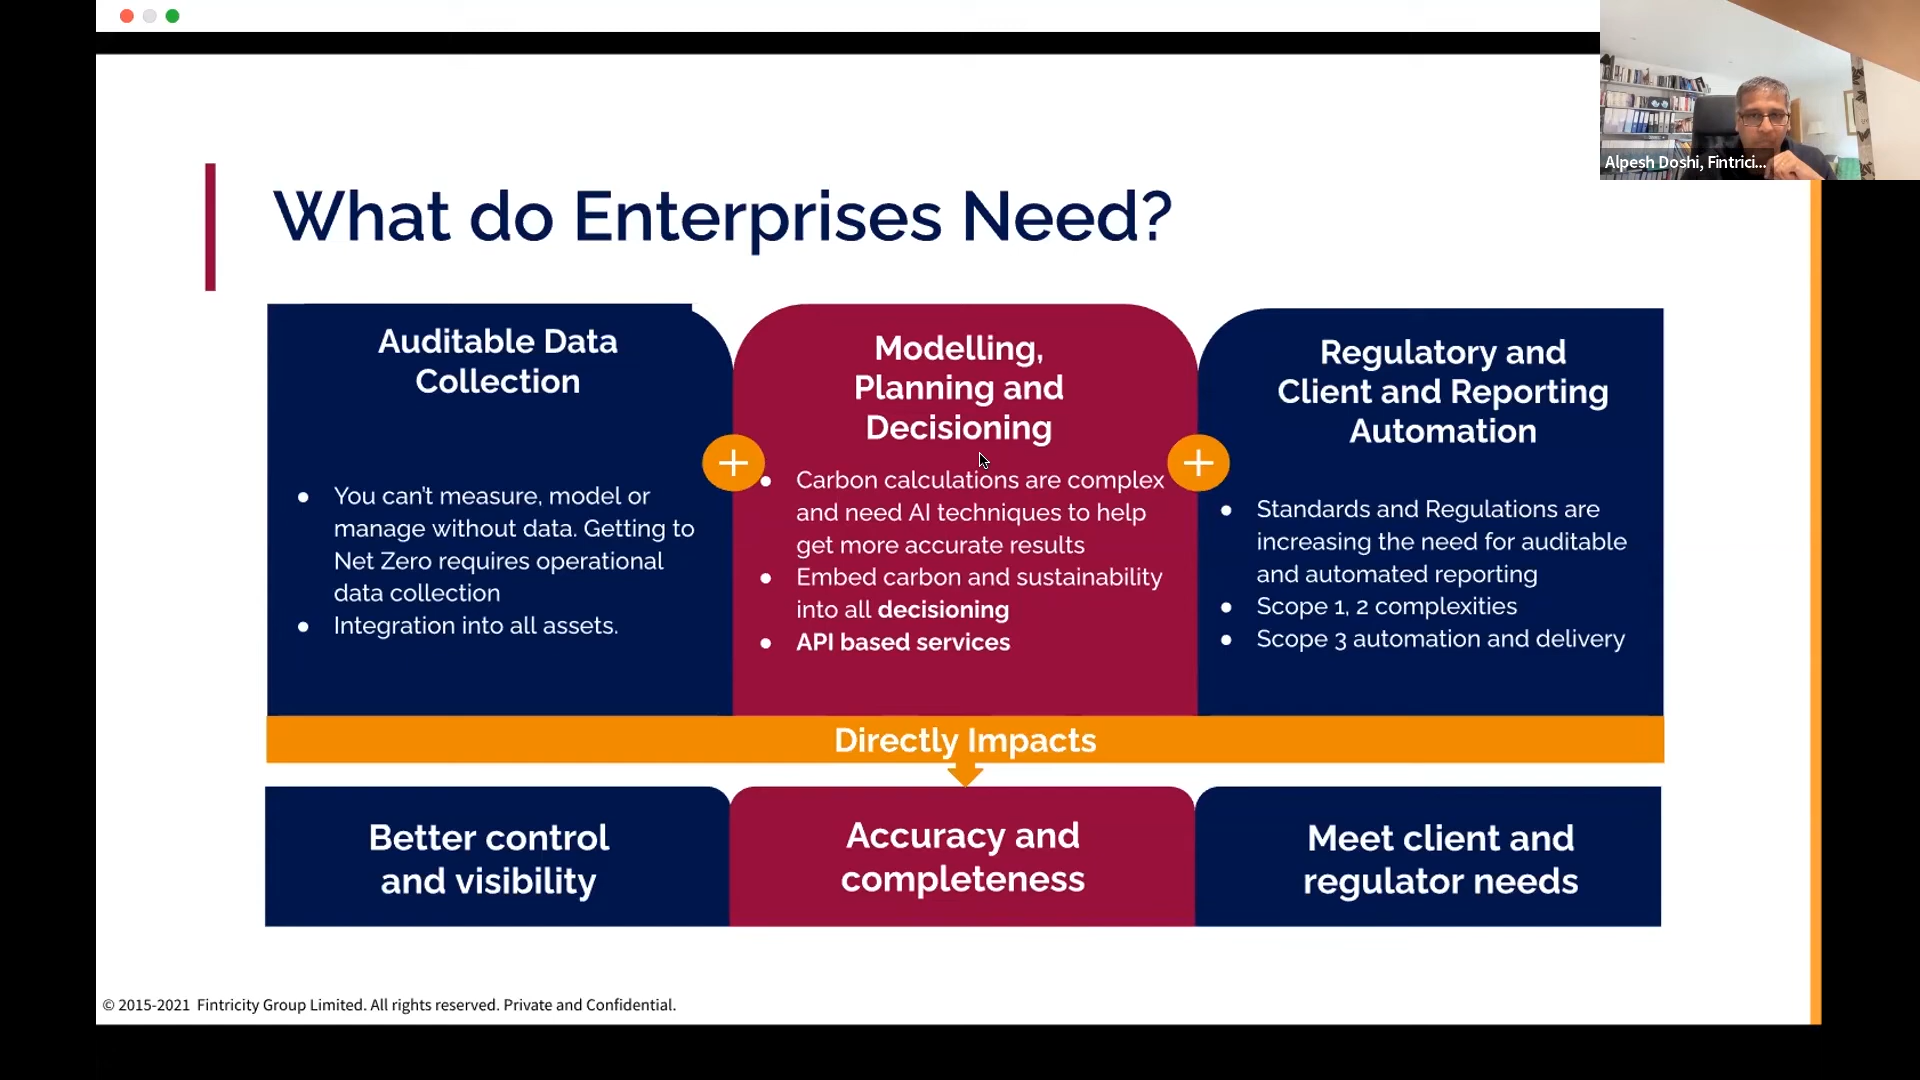 Alpesh Doshi, Fintrici...
What do Enterprises Need?
Auditable Data
Collection
● You can't measure, model or
manage without data. Getting to
Net Zero requires operational
data collection
● Integration into all assets.
Modelling,
Planning and
Decisioning
● Carbon calculations are complex
and need AI techniques to help
get more accurate results
● Embed carbon and sustainability
into all decisioning
● API based services
Regulatory and
Client and Reporting
Automation
● Standards and Regulations are
increasing the need for auditable
and automated reporting
● Scope 1, 2 complexities
● Scope 3 automation and delivery
+
+
Directly Impacts
Better control
and visibility
Accuracy and
completeness
Meet client and
regulator needs
© 2015-2021 Fintricity Group Limited. All rights reserved. Private and Confidential.